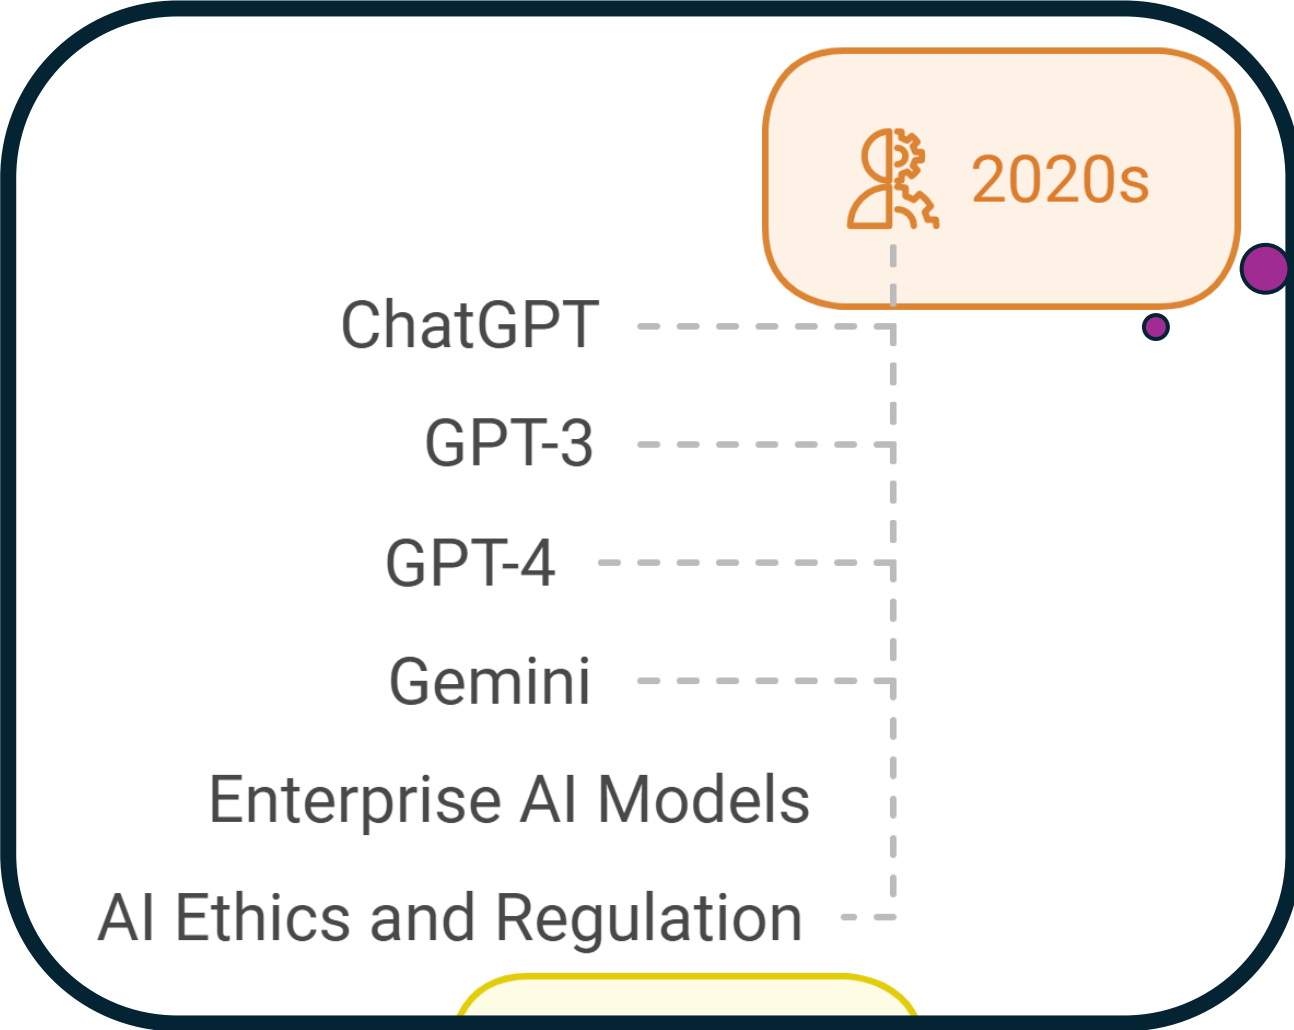 2020s
ChatGPT
GPT-3
GPT-4
Gemini
Enterprise AI Models
AI Ethics and Regulation